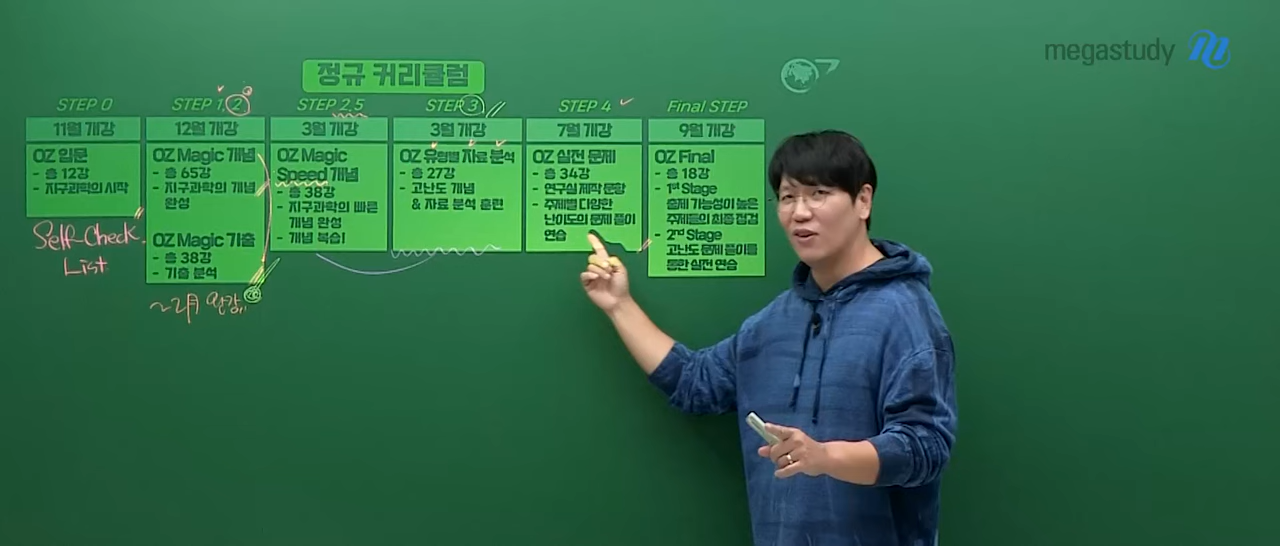 megastudy
정규 커리큘럼
STEP 0
11월 개강
OZ 입문
- 총 12강
- 지구과학의 시작
Self-Check
List
STEP 1, 2
12월 개강
OZ Magic 개념
- 총 65강
- 지구과학의 개념
완성
OZ Magic 기출
- 총 38강
- 기출 분석
~2月 완강!!
STEP 2.5
3월 개강
OZ Magic
Speed 개념
- 총 38강
- 지구과학의 빠른
개념 완성
- 개념 복습!
STEP 3
3월 개강
OZ 유형별 자료 분석
- 총 27강
- 고난도 개념
& 자료 분석 훈련
STEP 4
7월 개강
OZ 실전 문제
- 총 34강
- 연구실 제작 문항
- 주제별 다양한
난이도의 문제 풀이
연습
Final STEP
9월 개강
OZ Final
- 총 18강
- 1st Stage
출제 가능성이 높은
주제들의 최종 점검
- 2nd Stage
고난도 문제 풀이를
통한 실전 연습